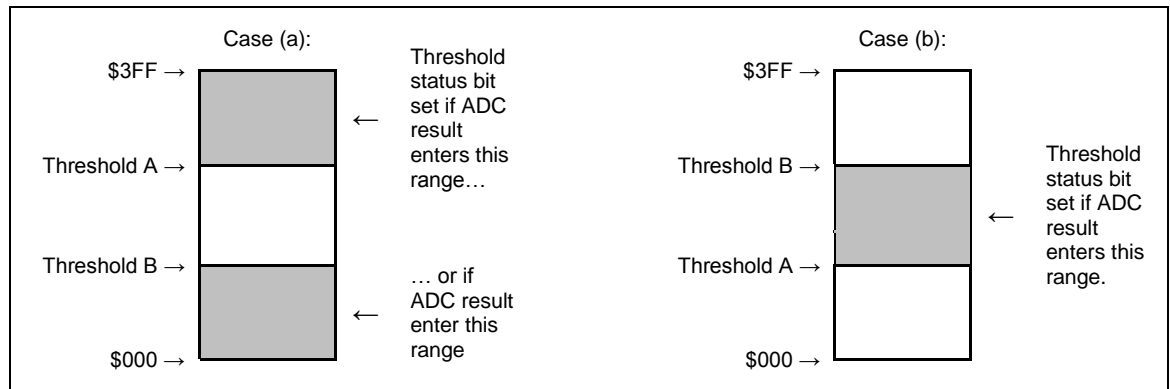 Case (a):
$3FF →
Threshold
status bit
set if ADC
result
enters this
range…
←
Threshold A →
Threshold B →
… or if
ADC result
enter this
range
←
$000 →
Case (b):
$3FF →
Threshold B →
Threshold
status bit
set if ADC
result
enters this
range.
←
Threshold A →
$000 →